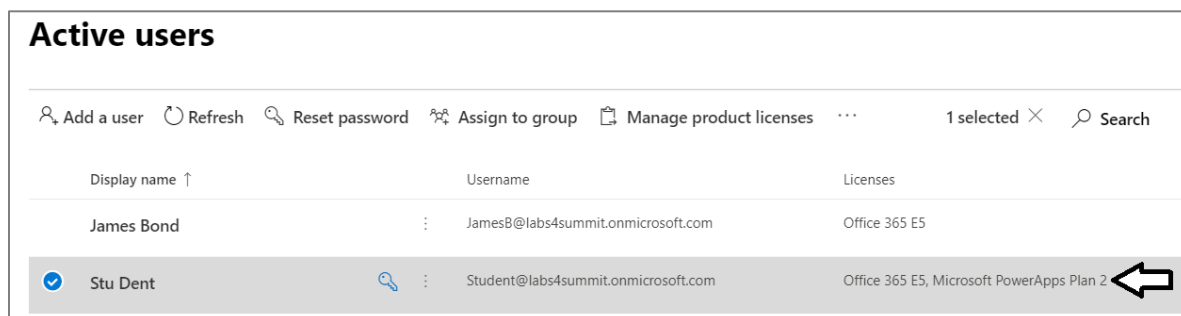 Active users
Add a user Refresh Reset password Assign to group Manage product licenses ... 1 selected Search
Display name ↑ Username Licenses
James Bond JamesB@labs4summit.onmicrosoft.com Office 365 E5
Stu Dent Student@labs4summit.onmicrosoft.com Office 365 E5, Microsoft PowerApps Plan 2